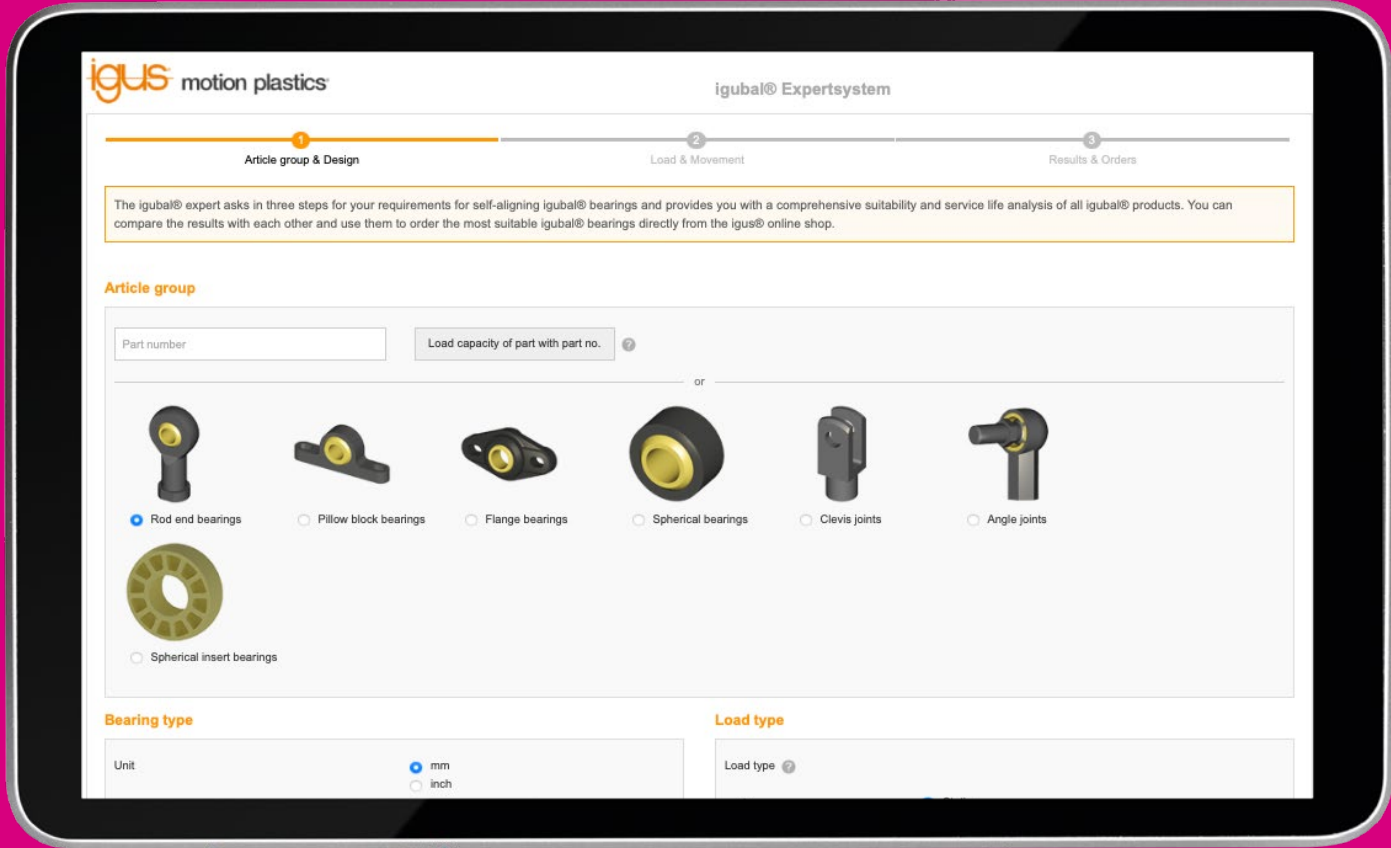 igus motion plastics®
igubal® Expertsystem
1
2
3
Article group & Design
Load & Movement
Results & Orders
The igubal® expert asks in three steps for your requirements for self-aligning igubal® bearings and provides you with a comprehensive suitability and service life analysis of all igubal® products. You can
compare the results with each other and use them to order the most suitable igubal® bearings directly from the igus® online shop.
Article group
Part number
Load capacity of part with part no.
?
or
Rod end bearings
Pillow block bearings
Flange bearings
Spherical bearings
Clevis joints
Angle joints
Spherical insert bearings
Bearing type
Load type
Unit
mm
inch
Load type ?